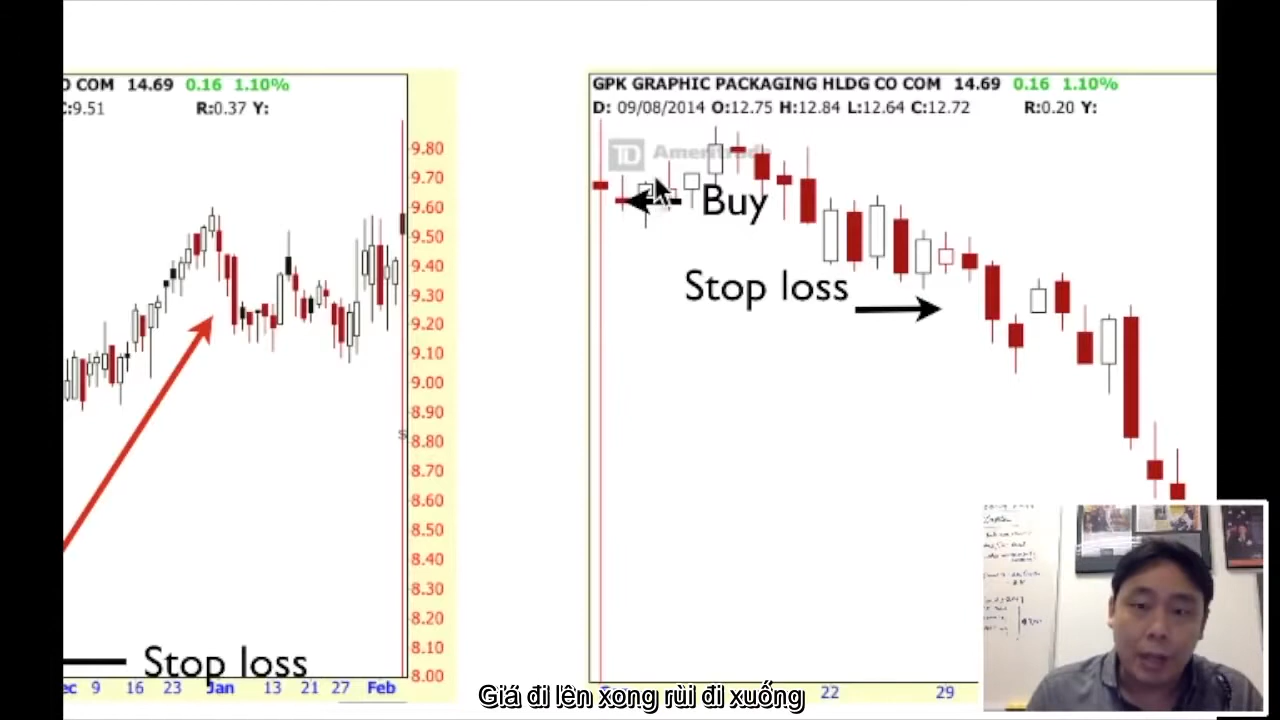 O COM 14.69 0.16 1.10%
C:9.51 R:0.37 Y:
9.80
9.70
9.60
9.50
9.40
9.30
9.20
9.10
9.00
8.90
8.80
8.70
8.60
8.50
8.40
8.30
8.20
8.10
8.00
S
Stop loss
ec 9 16 23 Jan 13 21 27 Feb
GPK GRAPHIC PACKAGING HLDG CO COM 14.69 0.16 1.10%
D: 09/08/2014 O:12.75 H:12.84 L:12.64 C:12.72 R:0.20 Y:
TD Ameritrade
Buy
Stop loss
22 29
Giá đi lên xong rùi đi xuống